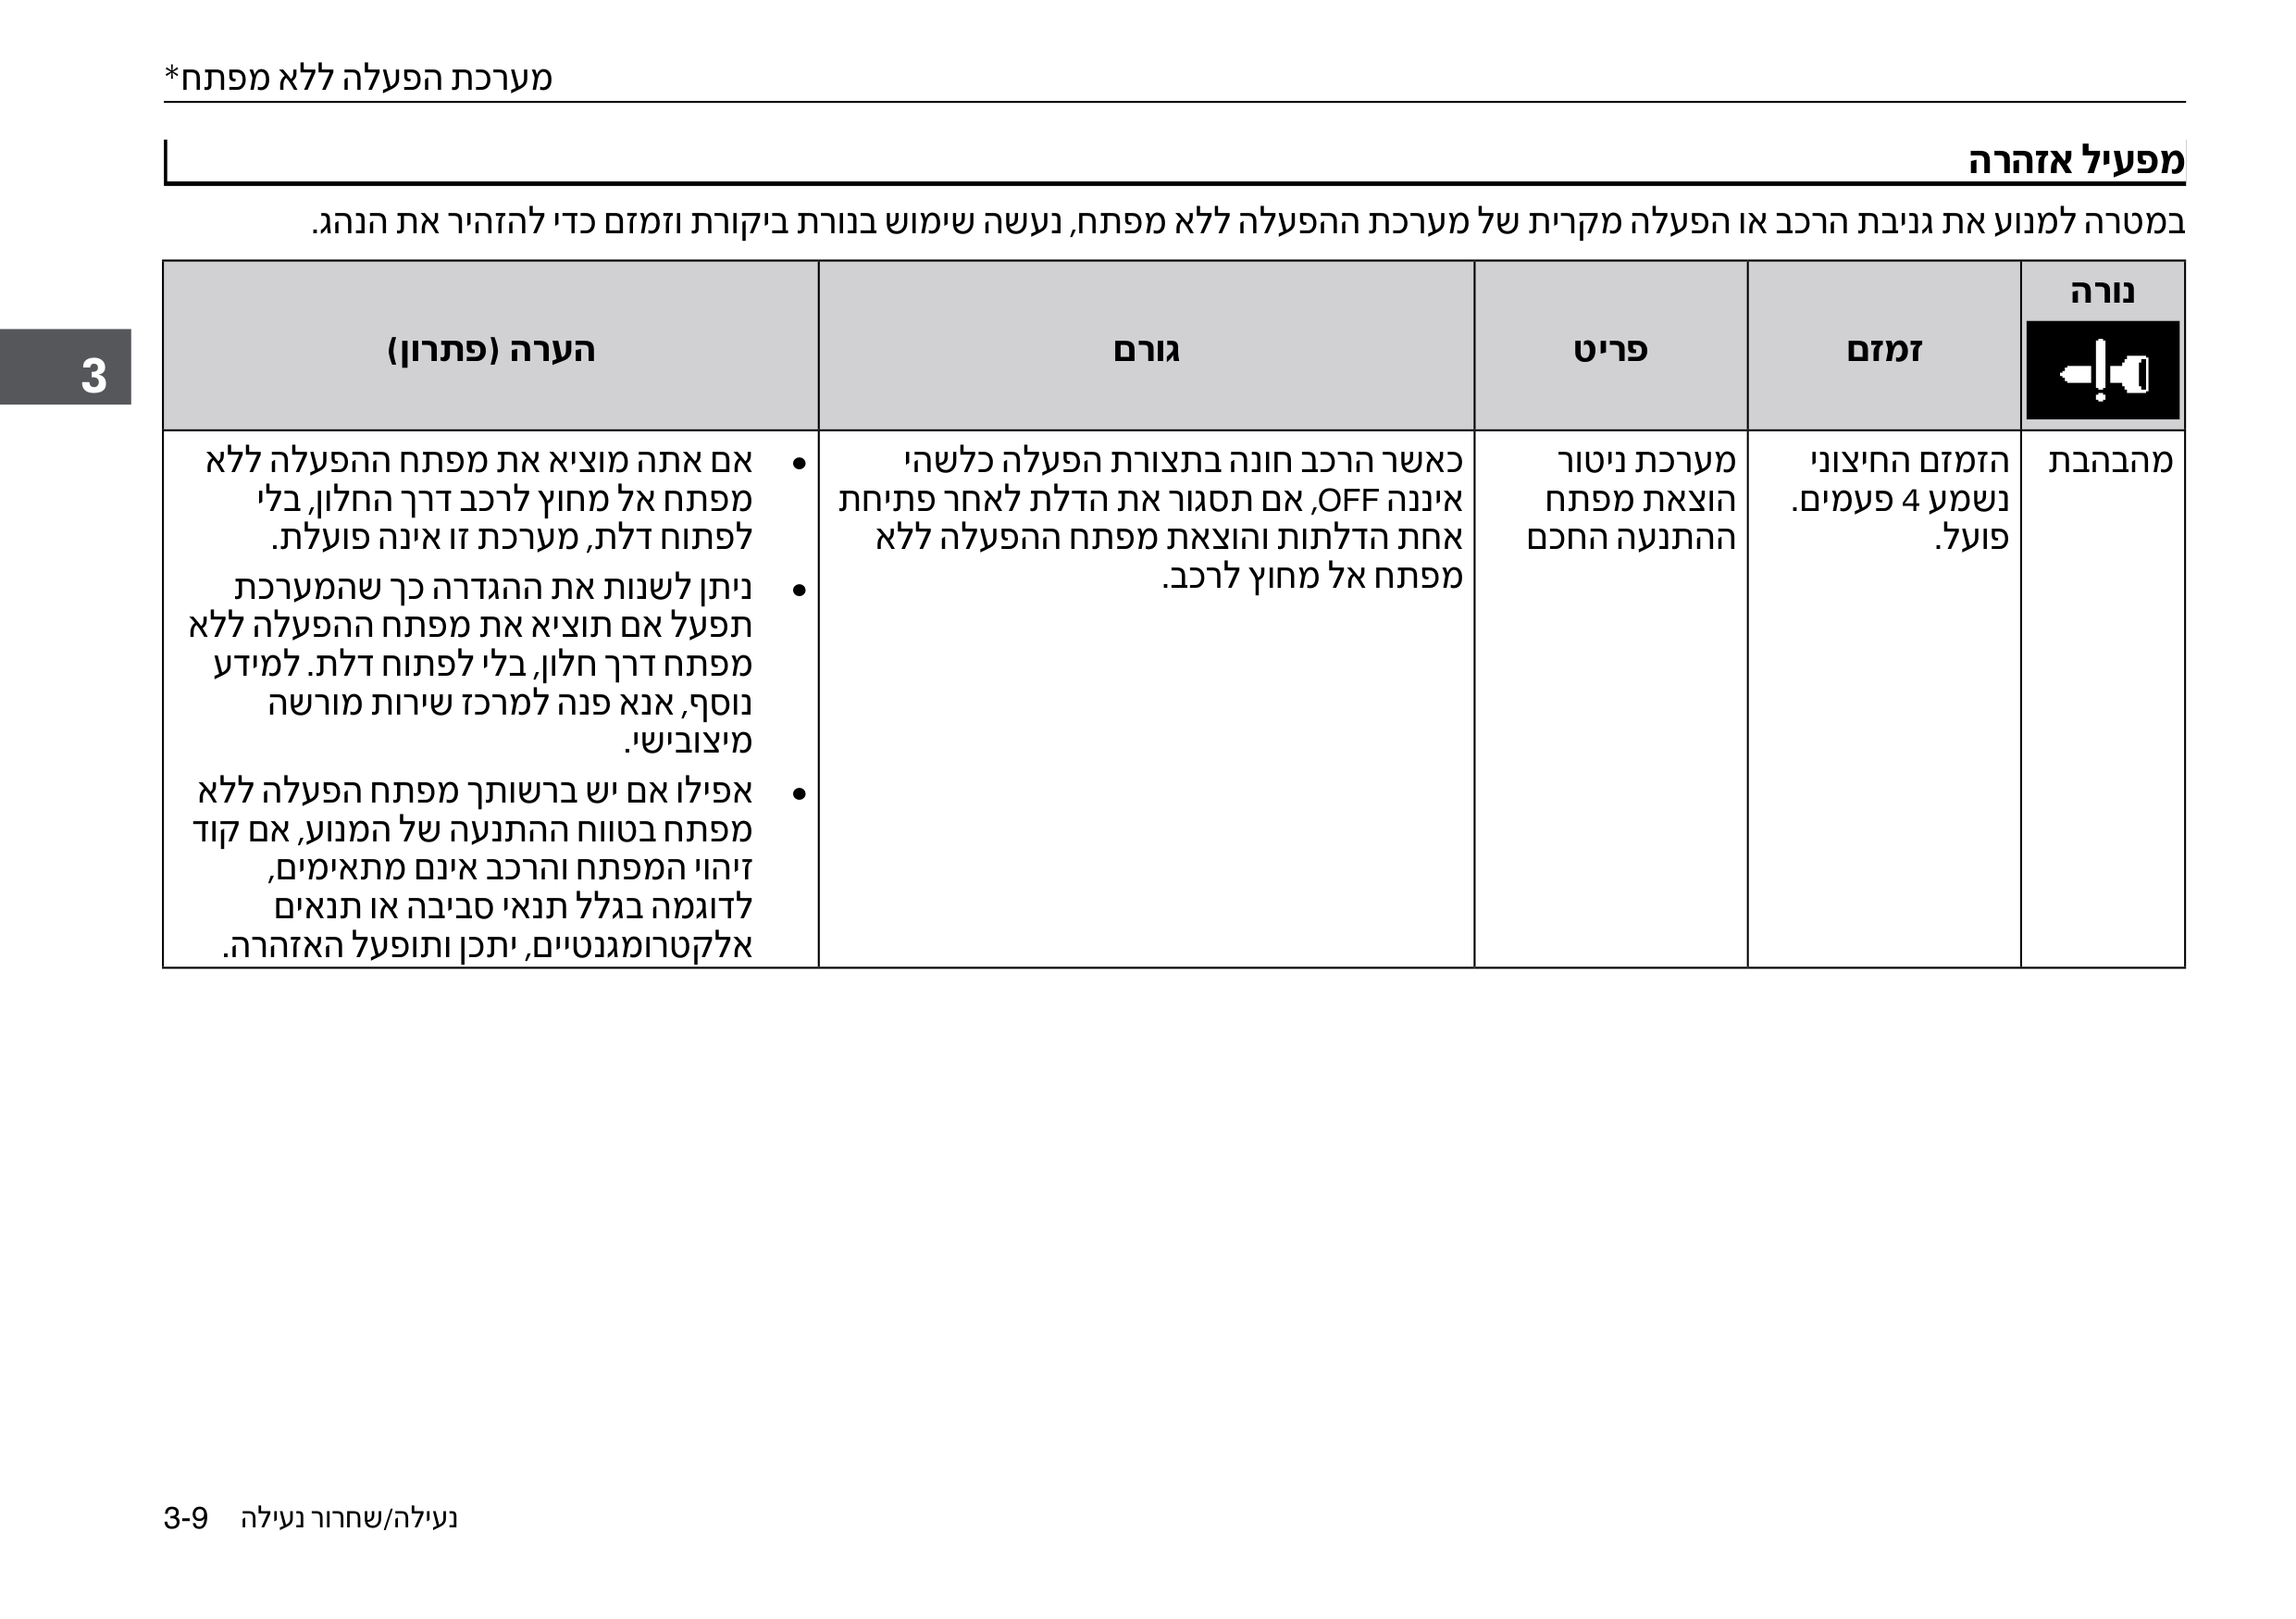 מערכת הפעלה ללא מפתח*
מפעיל אזהרה
במטרה למנוע את גניבת הרכב או הפעלה מקרית של מערכת ההפעלה ללא מפתח, נעשה שימוש בנורת ביקורת וזמזם כדי להזהיר את הנהג.
נורה
זמזם
פריט
גורם
הערה (פתרון)
3
מהבהבת
הזמזם החיצוני
נשמע 4 פעמים.
פועל.
מערכת ניטור
הוצאת מפתח
ההתנעה החכם
כאשר הרכב חונה בתצורת הפעלה כלשהי
איננה OFF, אם תסגור את הדלת לאחר פתיחת
אחת הדלתות והוצאת מפתח ההפעלה ללא
מפתח אל מחוץ לרכב.
● אם אתה מוציא את מפתח ההפעלה ללא
מפתח אל מחוץ לרכב דרך החלון, בלי
לפתוח דלת, מערכת זו אינה פועלת.
● ניתן לשנות את ההגדרה כך שהמערכת
תפעל אם תוציא את מפתח ההפעלה ללא
מפתח דרך חלון, בלי לפתוח דלת. למידע
נוסף, אנא פנה למרכז שירות מורשה
מיצובישי.
● אפילו אם יש ברשותך מפתח הפעלה ללא
מפתח בטווח ההתנעה של המנוע, אם קוד
זיהוי המפתח והרכב אינם מתאימים,
לדוגמה בגלל תנאי סביבה או תנאים
אלקטרומגנטיים, יתכן ותופעל האזהרה.
נעילה/שחרור נעילה 3-9